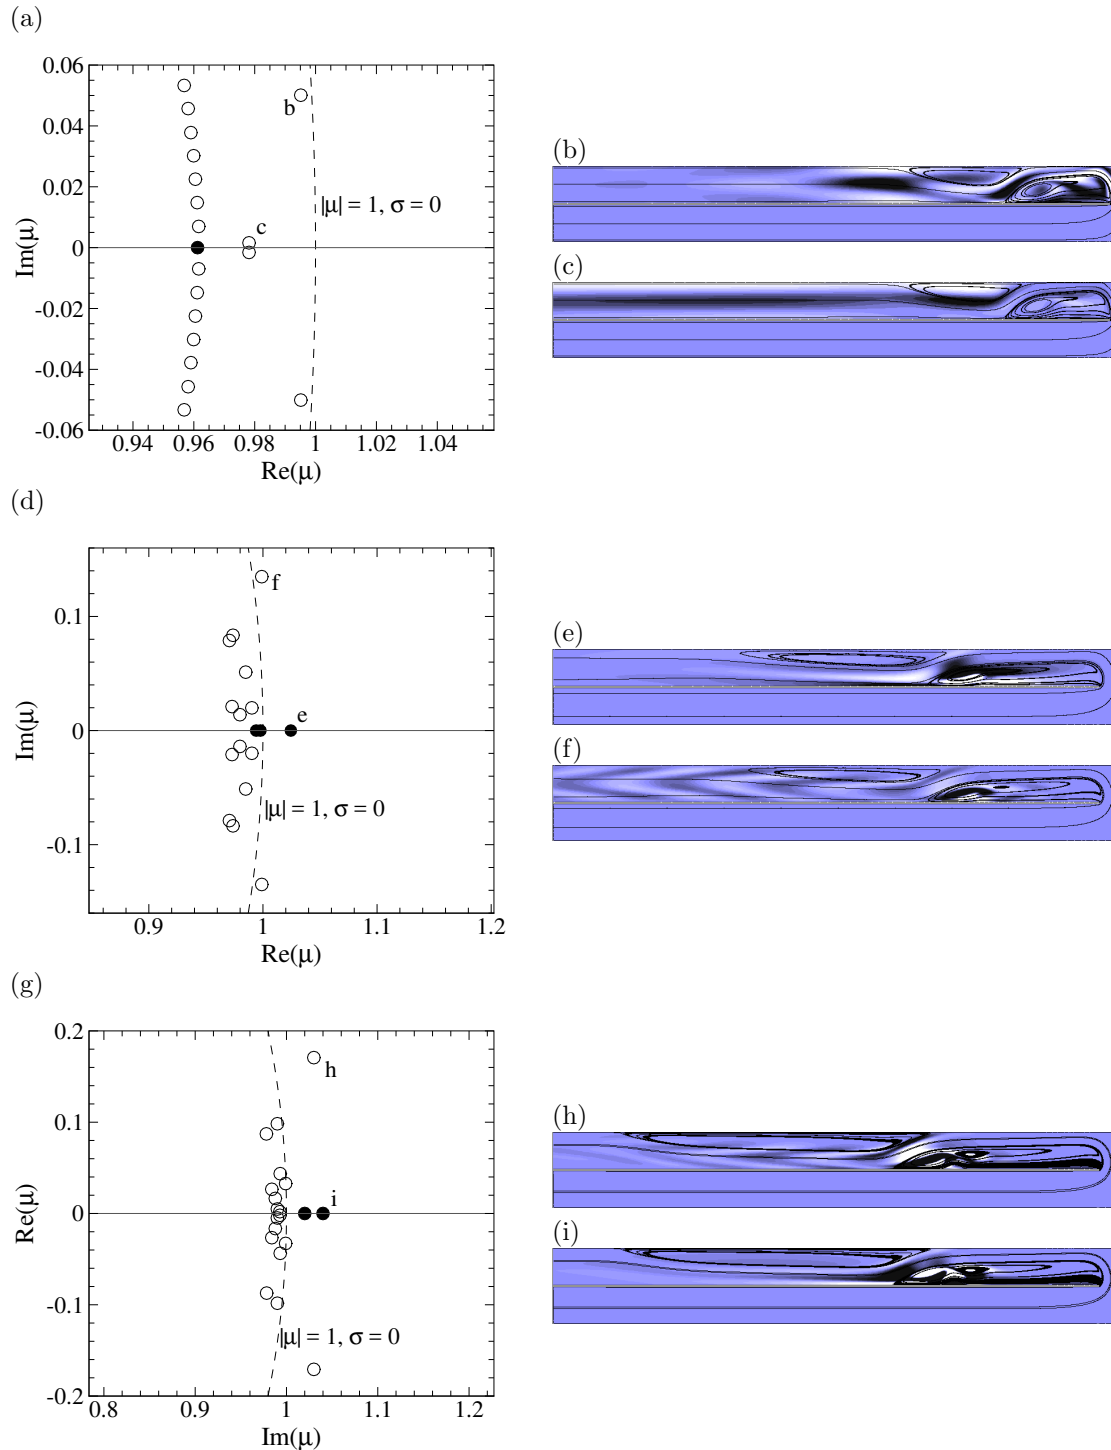 (a)
0.06
0.04
0.02
0
-0.02
-0.04
-0.06
Im(μ)
b
c
|μ| = 1, σ = 0
0.94
0.96
0.98
1
1.02
1.04
Re(μ)
(b)
(c)
(d)
0.1
0
-0.1
Im(μ)
f
e
|μ| = 1, σ = 0
0.9
1
1.1
1.2
Re(μ)
(e)
(f)
(g)
0.2
0.1
0
-0.1
-0.2
Re(μ)
h
i
|μ| = 1, σ = 0
0.8
0.9
1
1.1
1.2
Im(μ)
(h)
(i)